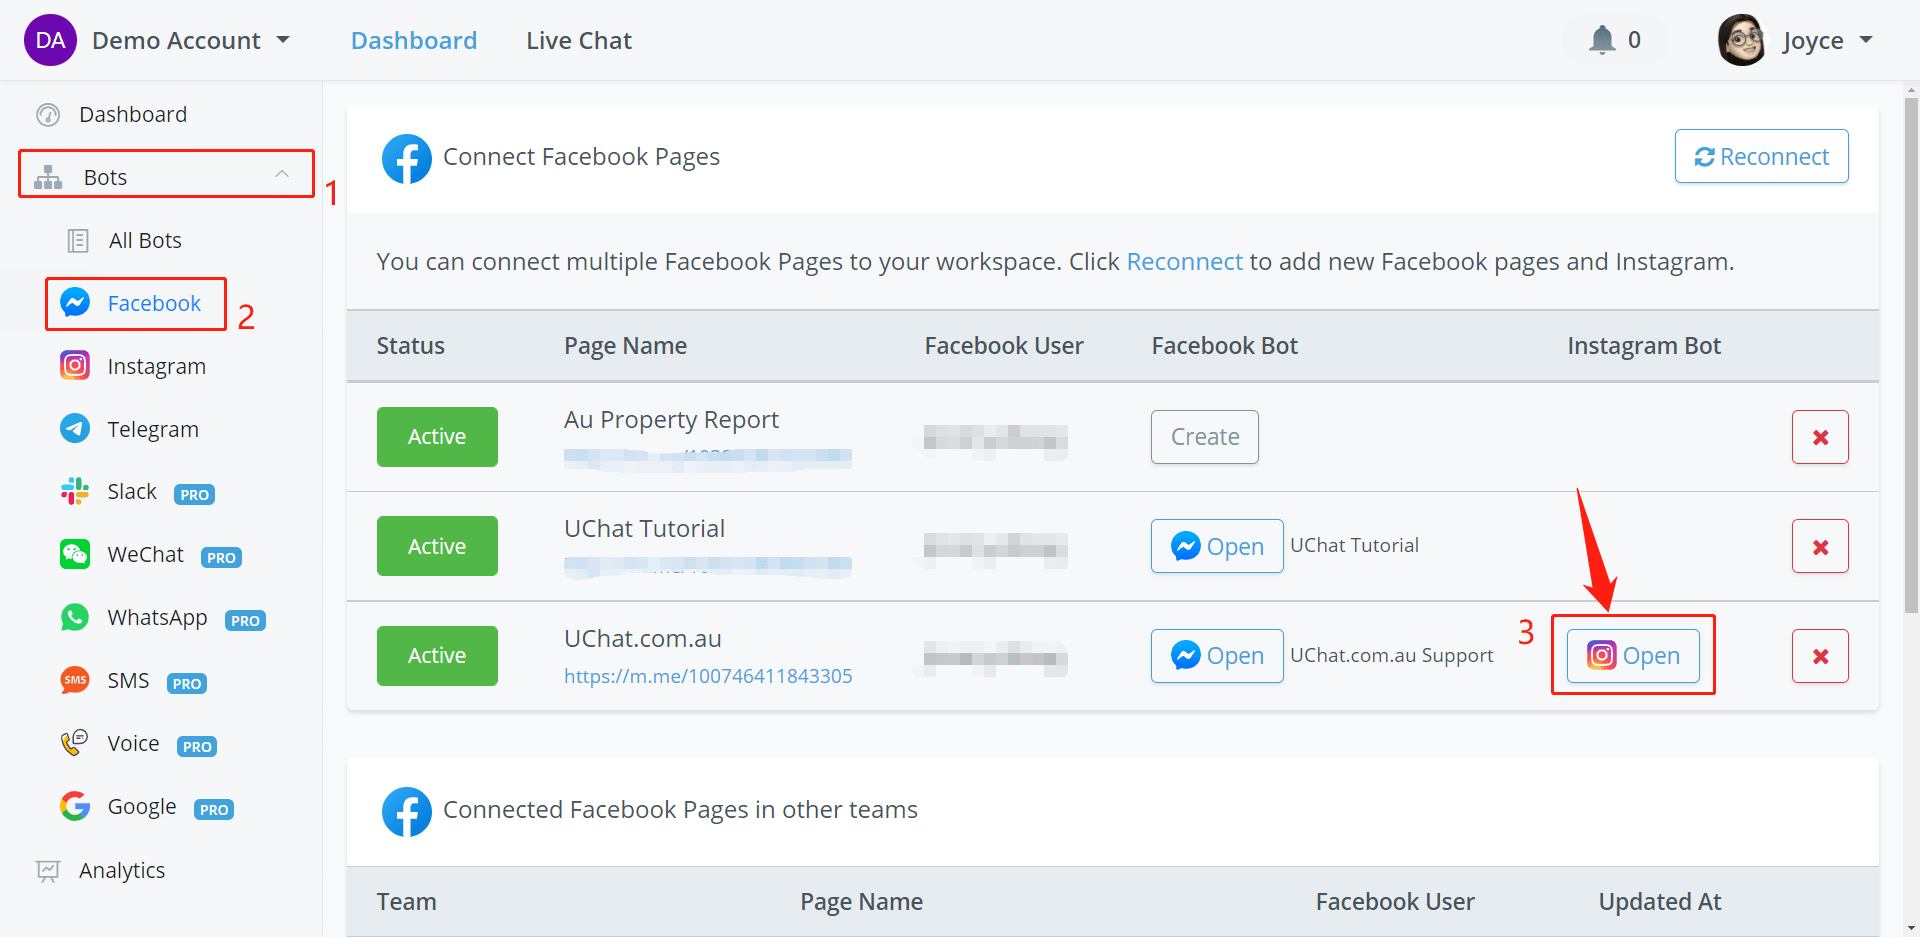 DA Demo Account Dashboard Live Chat 0 Joyce
Dashboard
Bots
1
All Bots
Facebook
2
Instagram
Telegram
Slack PRO
WeChat PRO
WhatsApp PRO
SMS SMS PRO
Voice PRO
Google PRO
Analytics
Connect Facebook Pages
Reconnect
You can connect multiple Facebook Pages to your workspace. Click Reconnect to add new Facebook pages and Instagram.
Status Page Name Facebook User Facebook Bot Instagram Bot
Active Au Property Report Create
Active UChat Tutorial Open UChat Tutorial
Active UChat.com.au Open UChat.com.au Support 3 Open
https://m.me/100746411843305
Connected Facebook Pages in other teams
Team Page Name Facebook User Updated At